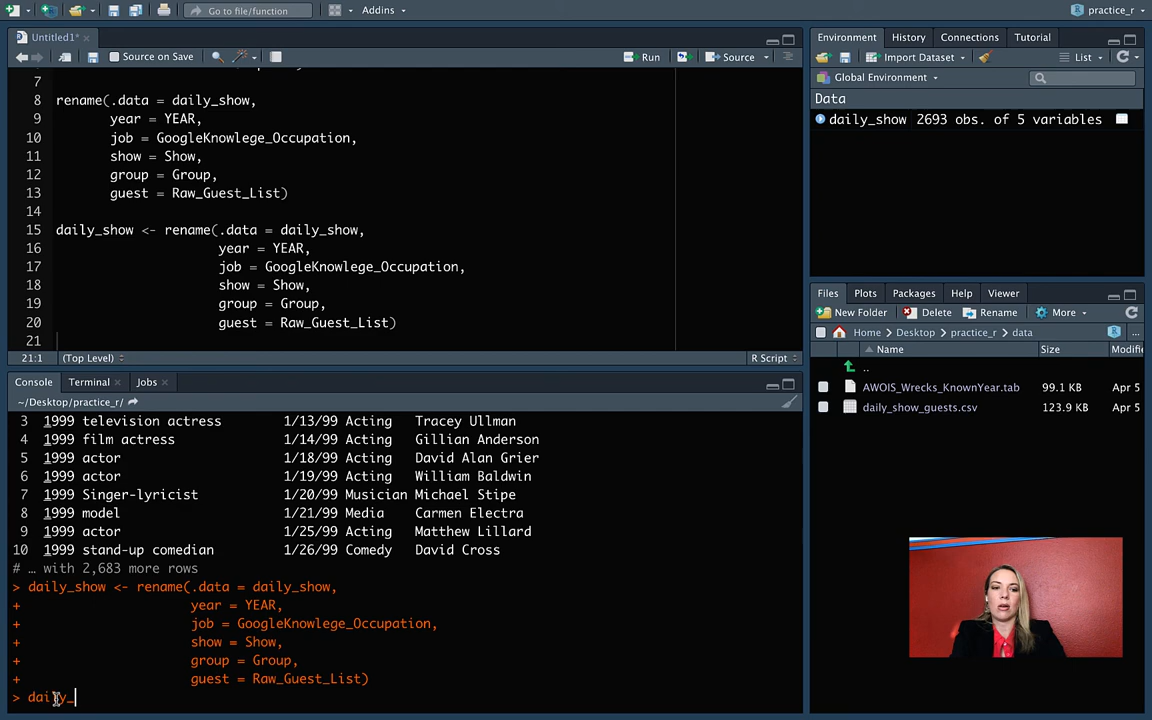 Go to file/function
Addins
practice_r
Untitled1*
Source on Save
Run
Source
7
8 rename(.data = daily_show,
9 year = YEAR,
10 job = GoogleKnowlege_Occupation,
11 show = Show,
12 group = Group,
13 guest = Raw_Guest_List)
14
15 daily_show <- rename(.data = daily_show,
16 year = YEAR,
17 job = GoogleKnowlege_Occupation,
18 show = Show,
19 group = Group,
20 guest = Raw_Guest_List)
21
21:1 (Top Level) R Script
Console Terminal Jobs
~/Desktop/practice_r/
3 1999 television actress 1/13/99 Acting Tracey Ullman
4 1999 film actress 1/14/99 Acting Gillian Anderson
5 1999 actor 1/18/99 Acting David Alan Grier
6 1999 actor 1/19/99 Acting William Baldwin
7 1999 Singer-lyricist 1/20/99 Musician Michael Stipe
8 1999 model 1/21/99 Media Carmen Electra
9 1999 actor 1/25/99 Acting Matthew Lillard
10 1999 stand-up comedian 1/26/99 Comedy David Cross
# … with 2,683 more rows
> daily_show <- rename(.data = daily_show,
+ year = YEAR,
+ job = GoogleKnowlege_Occupation,
+ show = Show,
+ group = Group,
+ guest = Raw_Guest_List)
> daily_
Environment History Connections Tutorial
Import Dataset List
Global Environment
Data
daily_show 2693 obs. of 5 variables
Files Plots Packages Help Viewer
New Folder Delete Rename More
Home Desktop practice_r data
Name Size Modifie
..
AWOIS_Wrecks_KnownYear.tab 99.1 KB Apr 5
daily_show_guests.csv 123.9 KB Apr 5